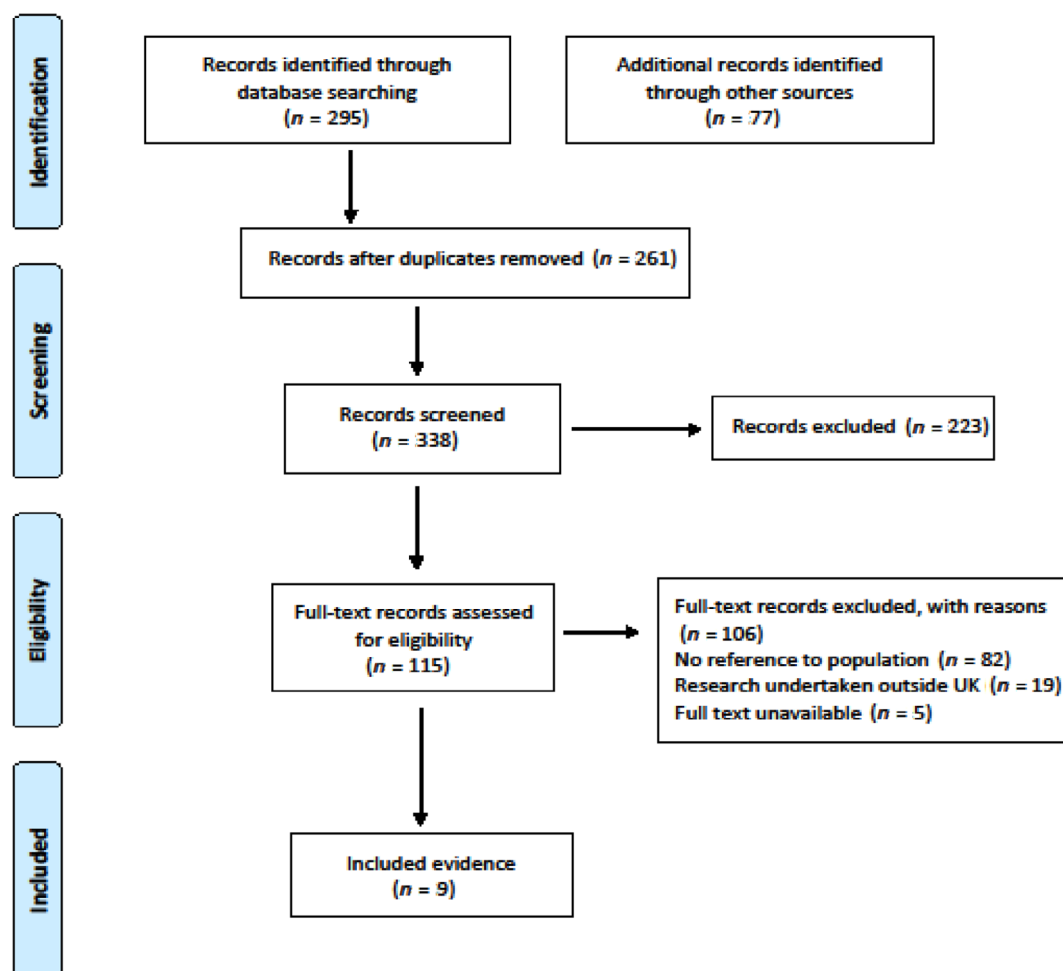 Identification
Records identified through
database searching
(n = 295)
Additional records identified
through other sources
(n = 77)
Records after duplicates removed (n = 261)
Screening
Records screened
(n = 338)
Records excluded (n = 223)
Eligibility
Full-text records assessed
for eligibility
(n = 115)
Full-text records excluded, with reasons
(n = 106)
No reference to population (n = 82)
Research undertaken outside UK (n = 19)
Full text unavailable (n = 5)
Included
Included evidence
(n = 9)